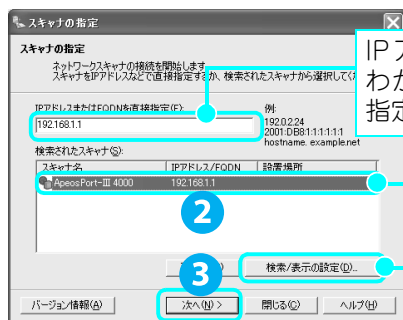 スキャナの指定
スキャナの指定
ネットワークスキャナの接続を開始します。
スキャナをIPアドレスなどで直接指定するか、検索されたスキャナから選択してく
IPア
わか
指定
IPアドレスまたはFQDNを直接指定(F):
192.168.1.1
例:
192.0.2.24
2001:DB8:1:1:1:1:1:1
hostname. example.net
検索されたスキャナ(S):
スキャナ名 IPアドレス/FQDN 設置場所
ApeosPort-III 4000 192.168.1.1
2
3
検索/表示の設定(D)...
バージョン情報(A) 次へ(N) > 閉じる(C) ヘルプ(H)